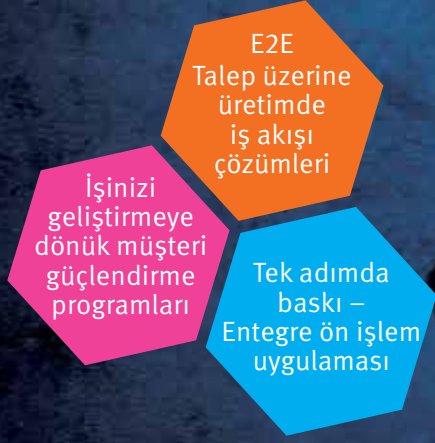 E2E
Talep üzerine
üretimde
iş akışı
çözümleri
İşinizi
geliştirmeye
dönük müşteri
güçlendirme
programları
Tek adımda
baskı –
Entegre ön işlem
uygulaması